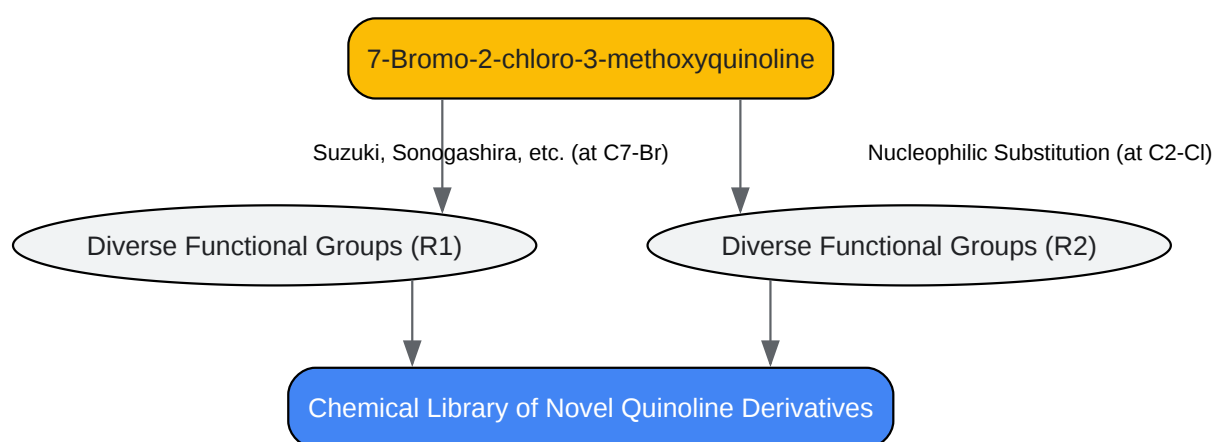 7-Bromo-2-chloro-3-methoxyquinoline
Suzuki, Sonogashira, etc. (at C7-Br)
Nucleophilic Substitution (at C2-Cl)
Diverse Functional Groups (R1)
Diverse Functional Groups (R2)
Chemical Library of Novel Quinoline Derivatives